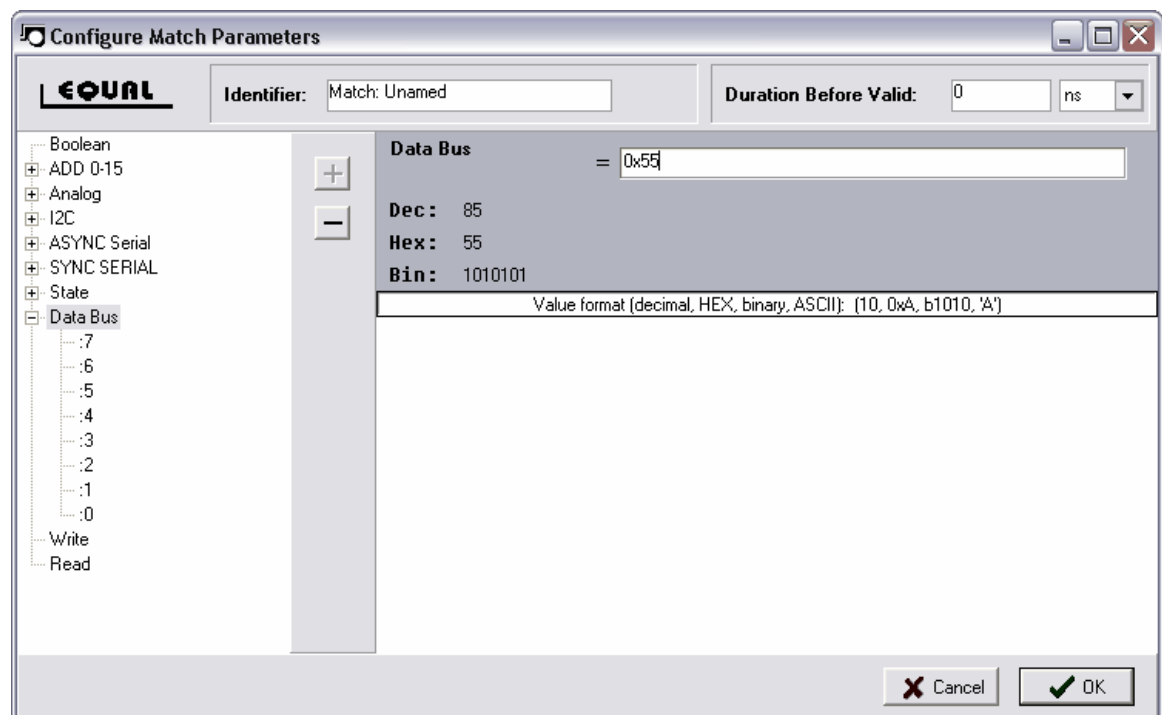 Configure Match Parameters
EQUAL
Identifier: Match: Unnamed
Duration Before Valid: 0 ns
Boolean
ADD 0-15
Analog
I2C
ASYNC Serial
SYNC SERIAL
State
Data Bus
:7
:6
:5
:4
:3
:2
:1
:0
Write
Read
Data Bus = 0x55
Dec: 85
Hex: 55
Bin: 1010101
Value format (decimal, HEX, binary, ASCII): (10, 0xA, b1010, 'A')
Cancel
OK